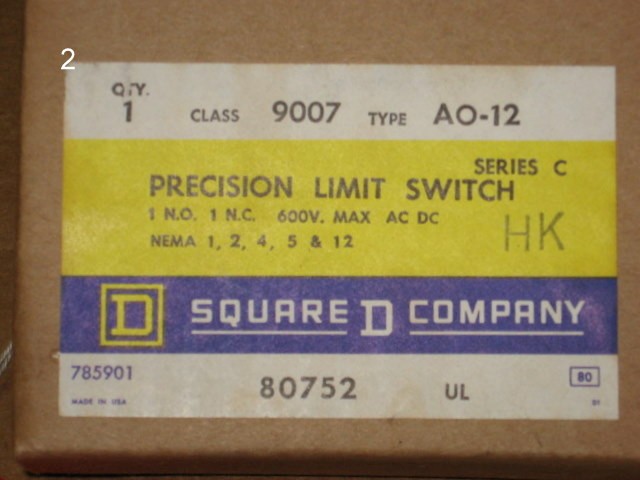 2
QTY.
1 CLASS 9007 TYPE AO-12
SERIES C
PRECISION LIMIT SWITCH
1 N.O. 1 N.C. 600V. MAX AC DC
NEMA 1, 2, 4, 5 & 12
HK
D SQUARE D COMPANY
785901 80
MADE IN USA
80752 UL